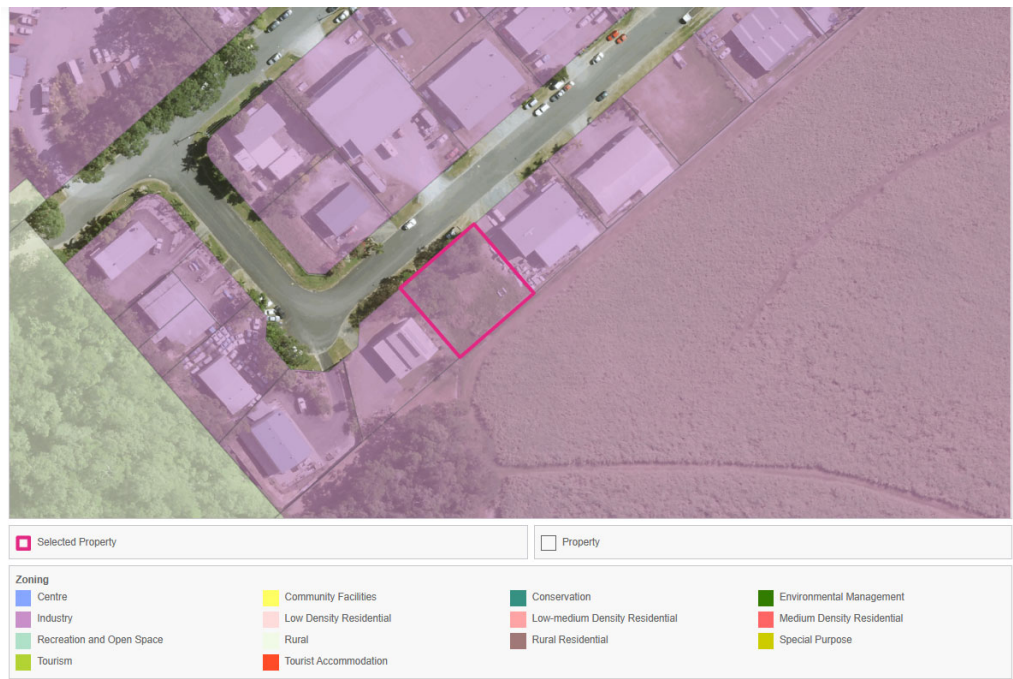 Selected Property
Property
Zoning
Centre
Community Facilities
Conservation
Environmental Management
Industry
Low Density Residential
Low-medium Density Residential
Medium Density Residential
Recreation and Open Space
Rural
Rural Residential
Special Purpose
Tourism
Tourist Accommodation